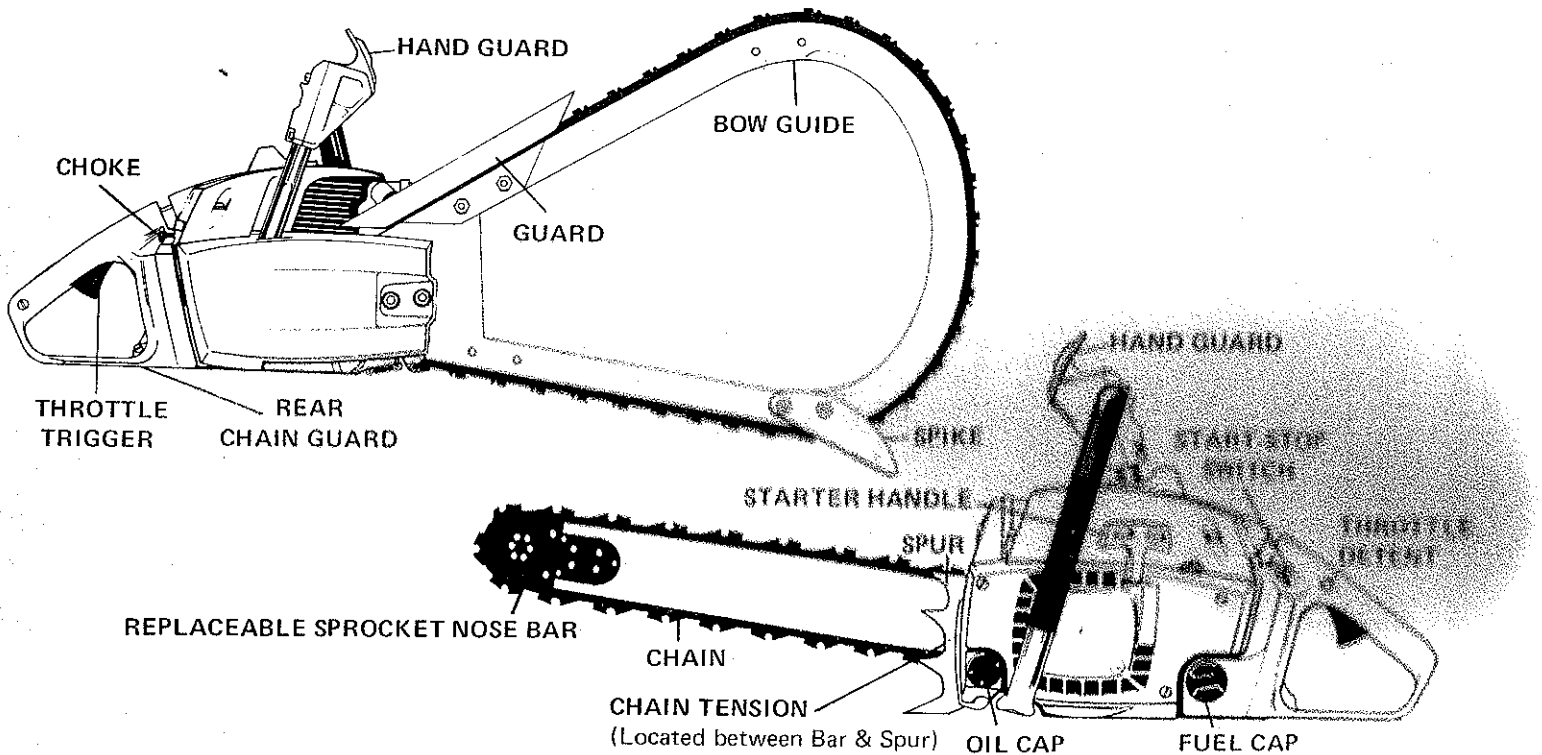 HAND GUARD
BOW GUIDE
CHOKE
GUARD
THROTTLE
TRIGGER
REAR
CHAIN GUARD
HAND GUARD
SPIKE
START STOP
SWITCH
STARTER HANDLE
SPUR
THROTTLE
DETENT
REPLACEABLE SPROCKET NOSE BAR
CHAIN
CHAIN TENSION
(Located between Bar & Spur)
OIL CAP
FUEL CAP